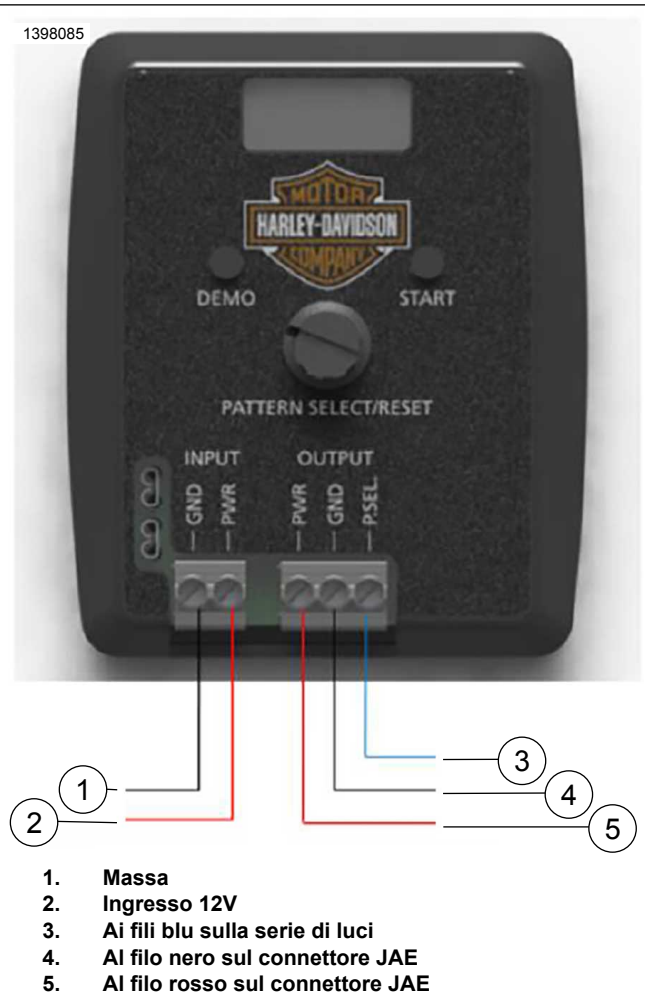 1398085
MOTOR
HARLEY-DAVIDSON
COMPANY
DEMO START
PATTERN SELECT/RESET
INPUT OUTPUT
GND PWR PWR GND P.SEL.
1 3
2 4
5
1. Massa
2. Ingresso 12V
3. Ai fili blu sulla serie di luci
4. Al filo nero sul connettore JAE
5. Al filo rosso sul connettore JAE